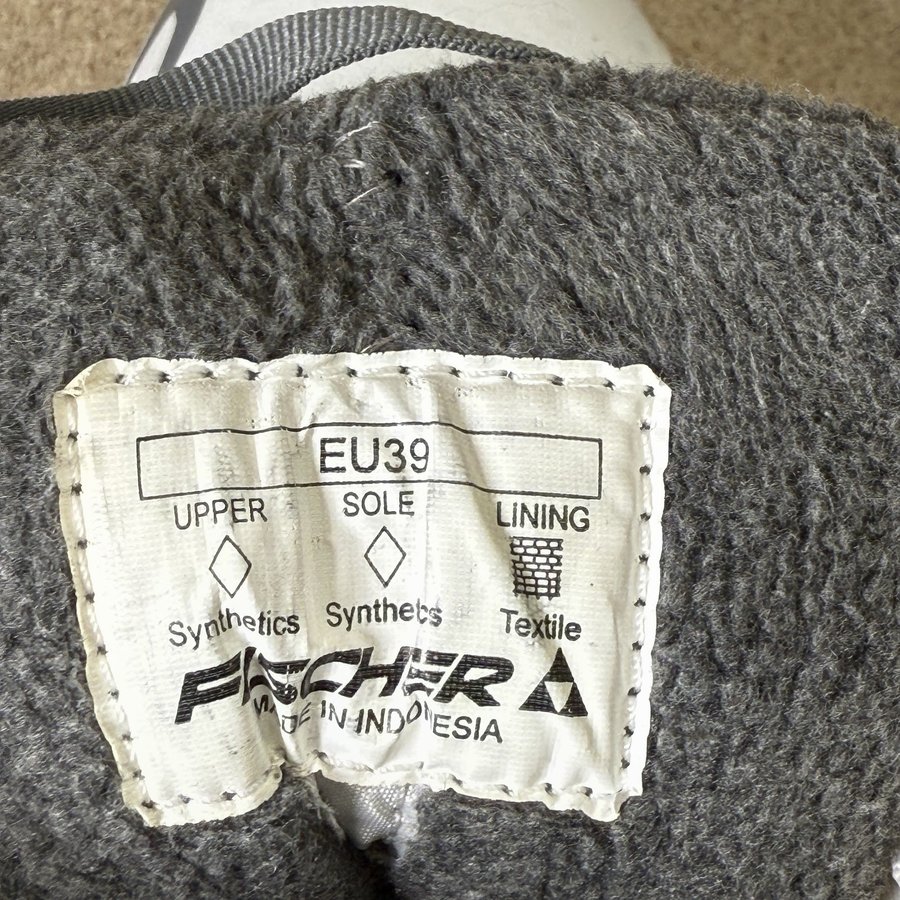 EU39
UPPER SOLE LINING
Synthetics Synthetics Textile
FISCHER
MADE IN INDONESIA